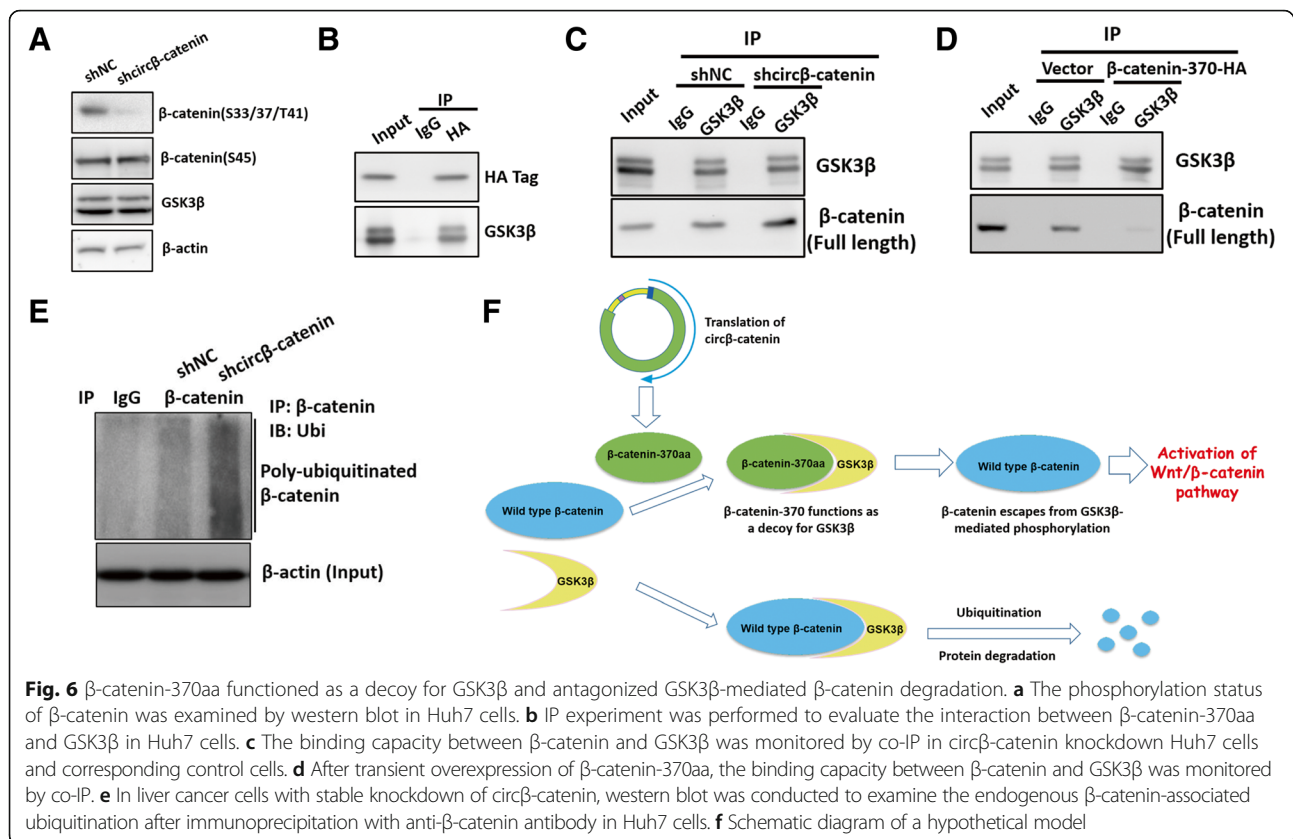 A
shNC
shcircβ-catenin
β-catenin(S33/37/T41)
β-catenin(S45)
GSK3β
β-actin
B
IP
Input
IgG
HA
HA Tag
GSK3β
C
IP
shNC
shcircβ-catenin
Input
IgG
GSK3β
IgG
GSK3β
GSK3β
β-catenin
(Full length)
D
IP
Vector
β-catenin-370-HA
Input
IgG
GSK3β
IgG
GSK3β
GSK3β
β-catenin
(Full length)
E
shNC
shcircβ-catenin
IP
IgG
β-catenin
IP: β-catenin
IB: Ubi
Poly-ubiquitinated
β-catenin
β-actin (Input)
F
Translation of
circβ-catenin
β-catenin-370aa
Wild type β-catenin
GSK3β
β-catenin-370aa
GSK3β
β-catenin-370 functions as
a decoy for GSK3β
Wild type β-catenin
β-catenin escapes from GSK3β-
mediated phosphorylation
Activation of
Wnt/β-catenin
pathway
Wild type β-catenin
GSK3β
Ubiquitination
Protein degradation
Fig. 6 β-catenin-370aa functioned as a decoy for GSK3β and antagonized GSK3β-mediated β-catenin degradation. a The phosphorylation status
of β-catenin was examined by western blot in Huh7 cells. b IP experiment was performed to evaluate the interaction between β-catenin-370aa
and GSK3β in Huh7 cells. c The binding capacity between β-catenin and GSK3β was monitored by co-IP in circβ-catenin knockdown Huh7 cells
and corresponding control cells. d After transient overexpression of β-catenin-370aa, the binding capacity between β-catenin and GSK3β was monitored
by co-IP. e In liver cancer cells with stable knockdown of circβ-catenin, western blot was conducted to examine the endogenous β-catenin-associated
ubiquitination after immunoprecipitation with anti-β-catenin antibody in Huh7 cells. f Schematic diagram of a hypothetical model